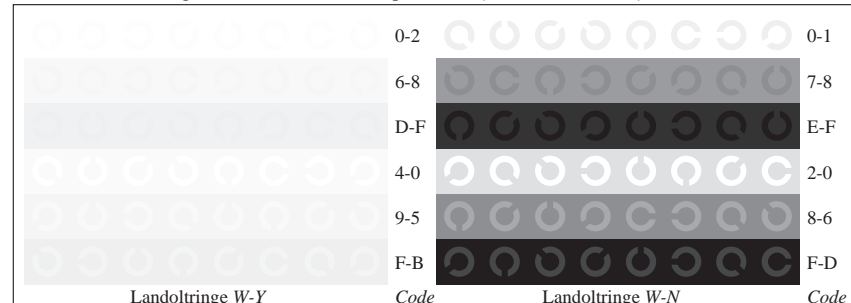 0-2 0-1
6-8 7-8
D-F E-F
4-0 2-0
9-5 8-6
F-B F-D
Landoltringe W-Y Code Landoltringe W-N Code